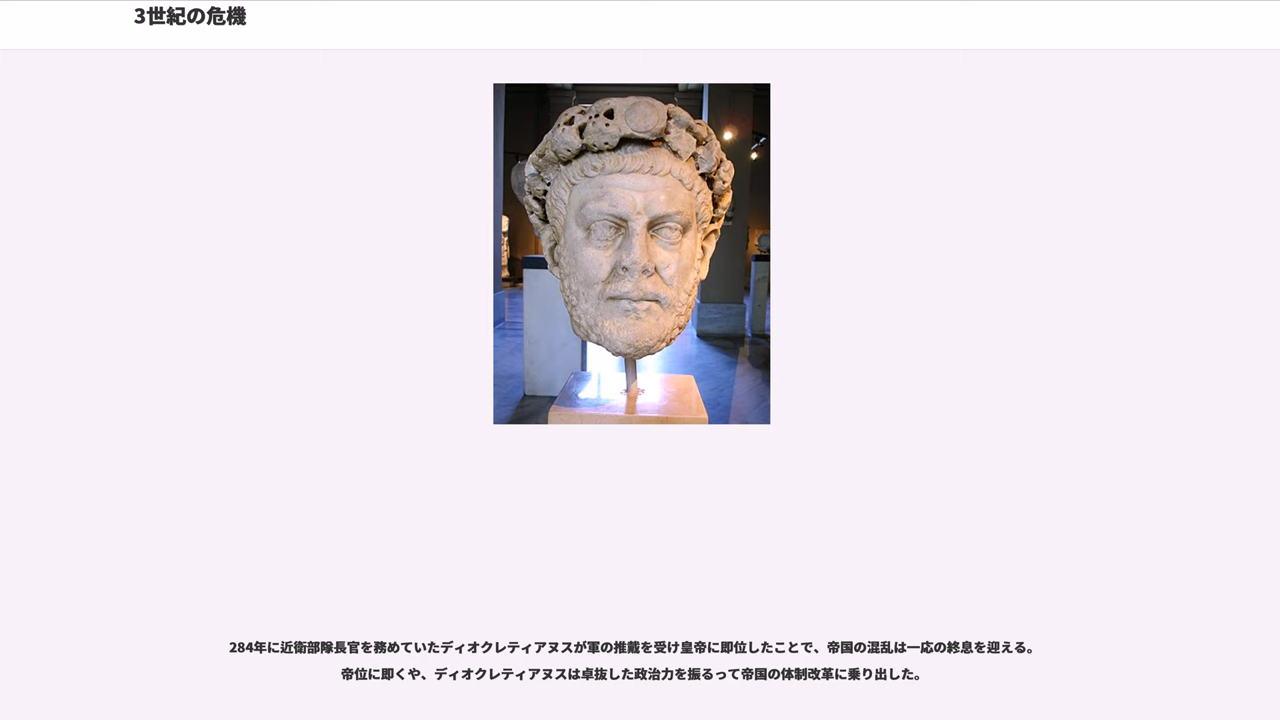 3世紀の危機
284年に近衛部隊長官を務めていたディオクレティアヌスが軍の推戴を受け皇帝に即位したことで、帝国の混乱は一応の終息を迎える。
帝位に即くや、ディオクレティアヌスは卓抜した政治力を振るって帝国の体制改革に乗り出した。